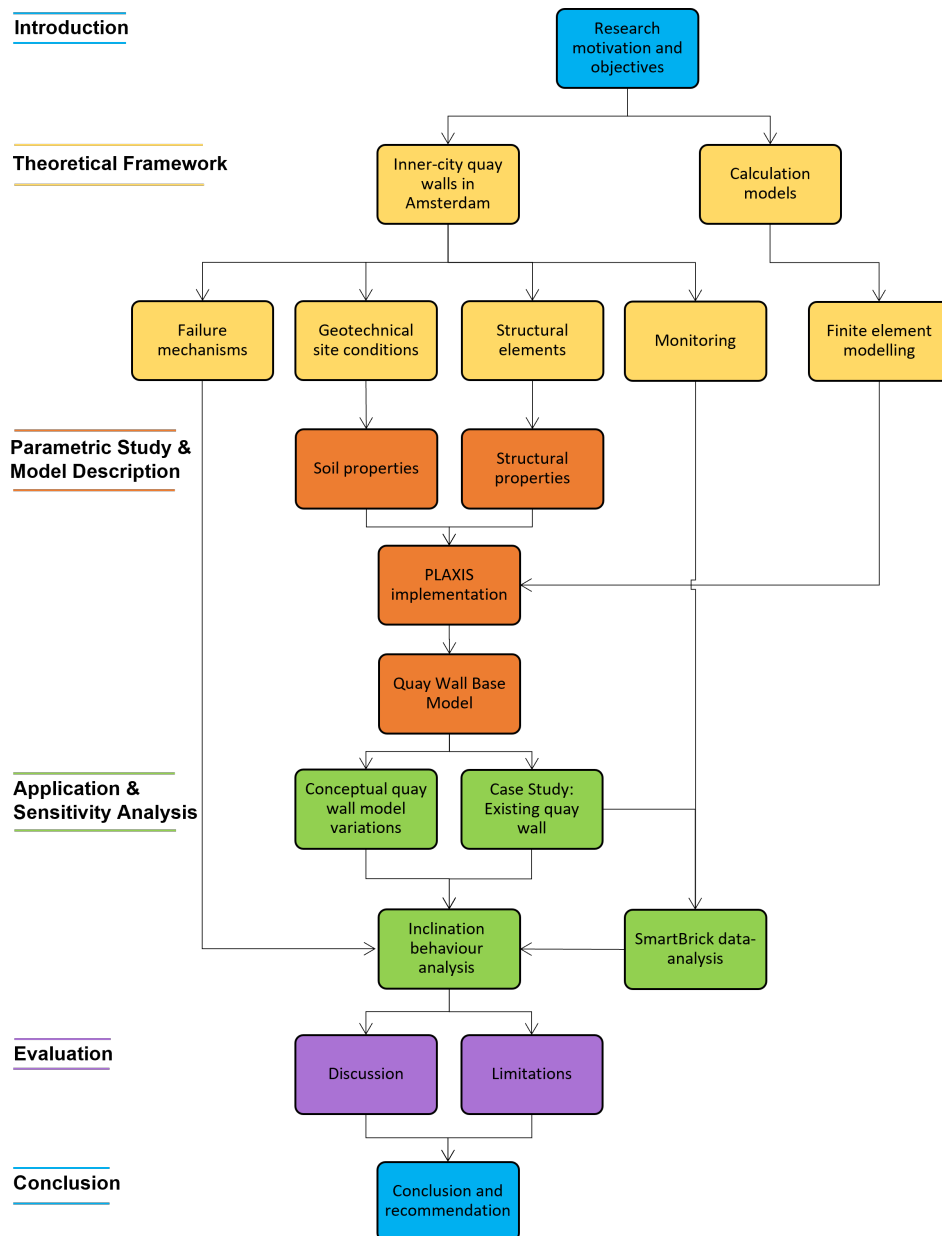 Introduction
Research
motivation and
objectives
Theoretical Framework
Inner-city quay
walls in
Amsterdam
Calculation
models
Failure
mechanisms
Geotechnical
site conditions
Structural
elements
Monitoring
Finite element
modelling
Parametric Study &
Model Description
Soil properties
Structural
properties
PLAXIS
implementation
Quay Wall Base
Model
Application &
Sensitivity Analysis
Conceptual quay
wall model
variations
Case Study:
Existing quay
wall
Inclination
behaviour
analysis
SmartBrick data-
analysis
Evaluation
Discussion
Limitations
Conclusion
Conclusion and
recommendation